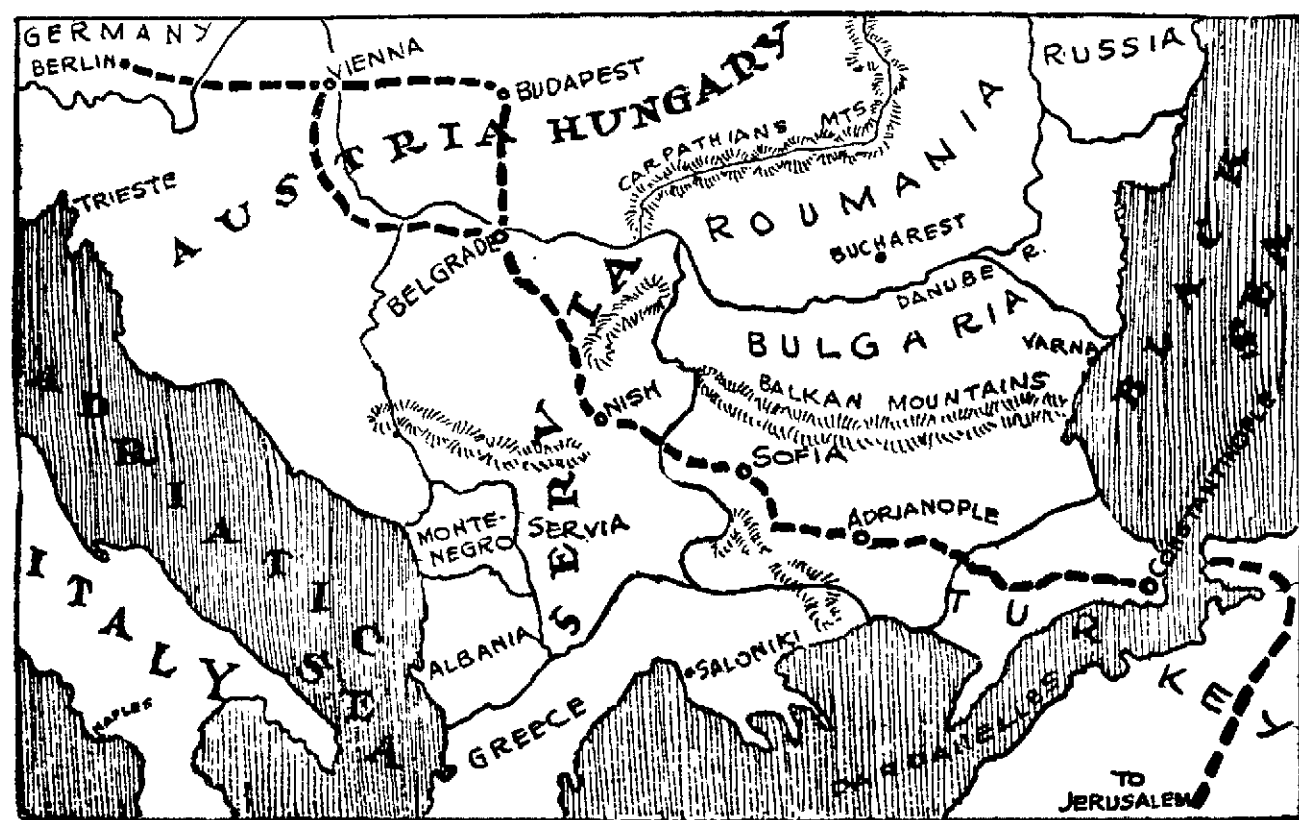 GERMANY
BERLIN
VIENNA
BUDAPEST
AUSTRIA HUNGARY
CARPATHIANS MTS
RUSSIA
ROUMANIA
BUCHAREST
TRIESTE
BELGRADE
DANUBE R.
BULGARIA
VARNA
BLACK SEA
BALKAN MOUNTAINS
NISH
SOFIA
SERVIA
ADRIANOPLE
CONSTANTINOPLE
MONTE-
NEGRO
SERVIA
ADRIATIC SEA
ITALY
NAPLES
ALBANIA
GREECE
SALONIKI
DARDANELLES
TURKEY
TO
JERUSALEM